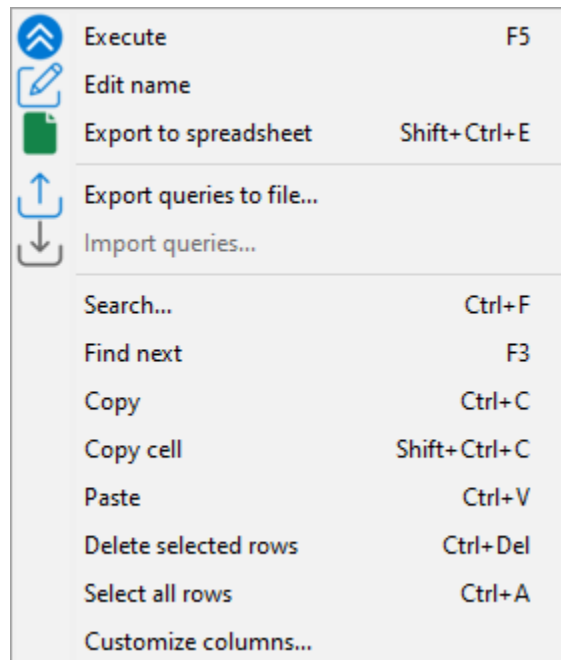 Execute F5
Edit name
Export to spreadsheet Shift+Ctrl+E
Export queries to file...
Import queries...
Search... Ctrl+F
Find next F3
Copy Ctrl+C
Copy cell Shift+Ctrl+C
Paste Ctrl+V
Delete selected rows Ctrl+Del
Select all rows Ctrl+A
Customize columns...